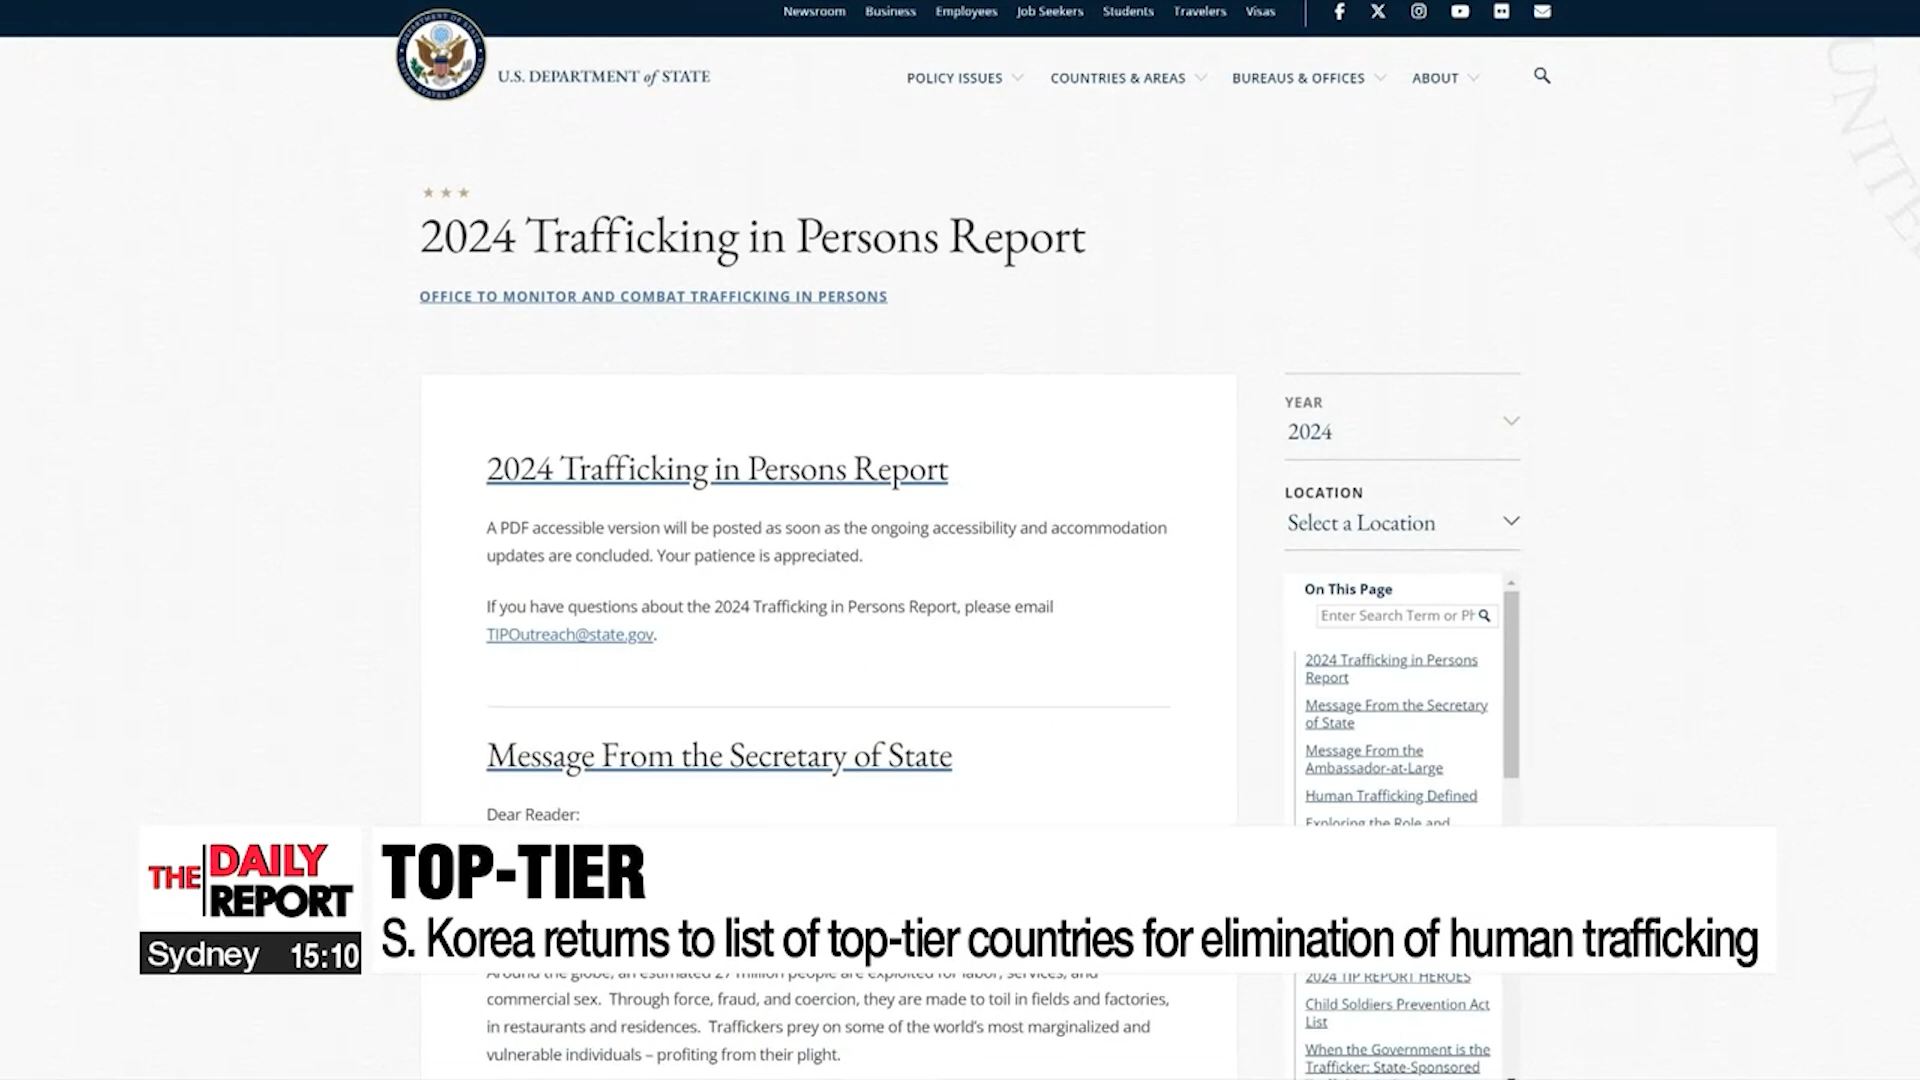 Newsroom Business Employees Job Seekers Students Travelers Visas
U.S. DEPARTMENT of STATE
POLICY ISSUES COUNTRIES & AREAS BUREAUS & OFFICES ABOUT
UNITE
2024 Trafficking in Persons Report
OFFICE TO MONITOR AND COMBAT TRAFFICKING IN PERSONS
2024 Trafficking in Persons Report
A PDF accessible version will be posted as soon as the ongoing accessibility and accommodation
updates are concluded. Your patience is appreciated.
If you have questions about the 2024 Trafficking in Persons Report, please email
TIPOutreach@state.gov.
Message From the Secretary of State
Dear Reader:
YEAR
2024
LOCATION
Select a Location
On This Page
Enter Search Term or Ph
2024 Trafficking in Persons
Report
Message From the Secretary
of State
Message From the
Ambassador-at-Large
Human Trafficking Defined
Exploring the Role and
THE DAILY
REPORT
Sydney 15:10
TOP-TIER
S. Korea returns to list of top-tier countries for elimination of human trafficking
Around the globe, an estimated 27 million people are exploited for labor, services, and
commercial sex. Through force, fraud, and coercion, they are made to toil in fields and factories,
in restaurants and residences. Traffickers prey on some of the world's most marginalized and
vulnerable individuals – profiting from their plight.
2024 TIP REPORT HEROES
Child Soldiers Prevention Act
List
When the Government is the
Trafficker: State-Sponsored